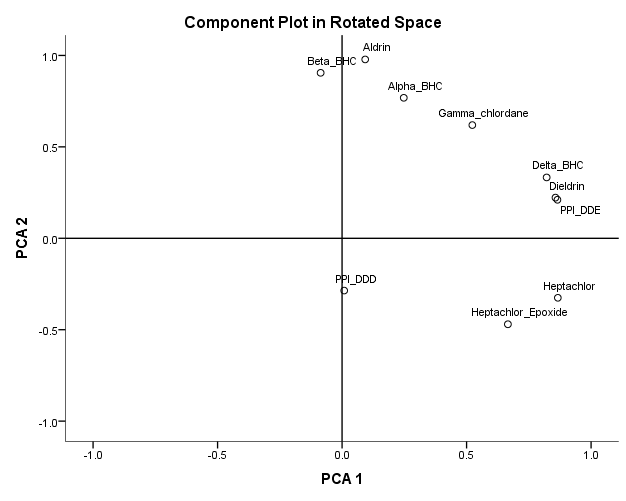 Component Plot in Rotated Space
Aldrin
Beta_BHC
1.0
Alpha_BHC
Gamma_chlordane
0.5
Delta_BHC
Dieldrin
PPI_DDE
PCA 2
0.0
PPI_DDD
Heptachlor
Heptachlor_Epoxide
-0.5
-1.0
-1.0 -0.5 0.0 0.5 1.0
PCA 1